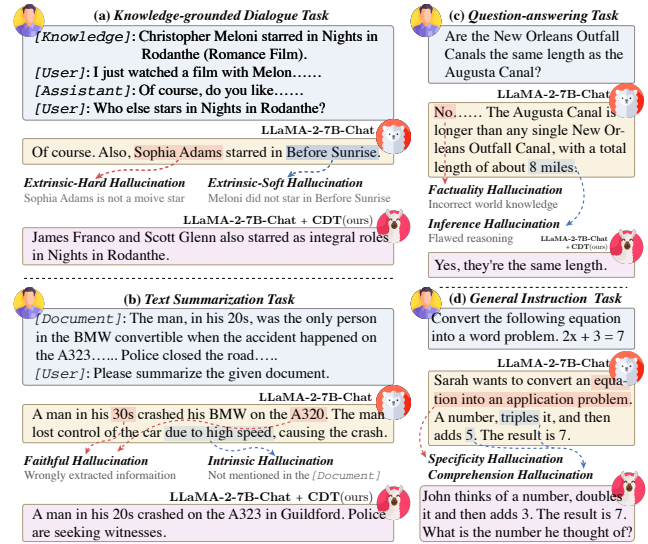 (a) Knowledge-grounded Dialogue Task
[Knowledge]: Christopher Meloni starred in Nights in
Rodanthe (Romance Film).
[User]: I just watched a film with Melon……
[Assistant]: Of course, do you like……
[User]: Who else stars in Nights in Rodanthe?
LLaMA-2-7B-Chat
Of course. Also, Sophia Adams starred in Before Sunrise.
Extrinsic-Hard Hallucination
Sophia Adams is not a moive star
Extrinsic-Soft Hallucination
Meloni did not star in Berfore Sunrise
LLaMA-2-7B-Chat + CDT(ours)
James Franco and Scott Glenn also starred as integral roles
in Nights in Rodanthe.
(b) Text Summarization Task
[Document]: The man, in his 20s, was the only person
in the BMW convertible when the accident happened on
the A323…... Police closed the road…..
[User]: Please summarize the given document.
LLaMA-2-7B-Chat
A man in his 30s crashed his BMW on the A320. The man
lost control of the car due to high speed, causing the crash.
Faithful Hallucination
Wrongly extracted informaition
Intrinsic Hallucination
Not mentioned in the [Document]
LLaMA-2-7B-Chat + CDT(ours)
A man in his 20s crashed on the A323 in Guildford. Police
are seeking witnesses.
(c) Question-answering Task
Are the New Orleans Outfall
Canals the same length as the
Augusta Canal?
LLaMA-2-7B-Chat
No…… The Augusta Canal is
longer than any single New Or-
leans Outfall Canal, with a total
length of about 8 miles.
Factuality Hallucination
Incorrect world knowledge
Inference Hallucination
Flawed reasoning
LLaMA-2-7B-Chat
+ CDT(ours)
Yes, they're the same length.
(d) General Instruction Task
Convert the following equation
into a word problem. 2x + 3 = 7
LLaMA-2-7B-Chat
Sarah wants to convert an equa-
tion into an application problem.
A number, triples it, and then
adds 5. The result is 7.
Specificity Hallucination
Comprehension Hallucination
John thinks of a number, doubles
it and then adds 3. The result is 7.
What is the number he thought of?